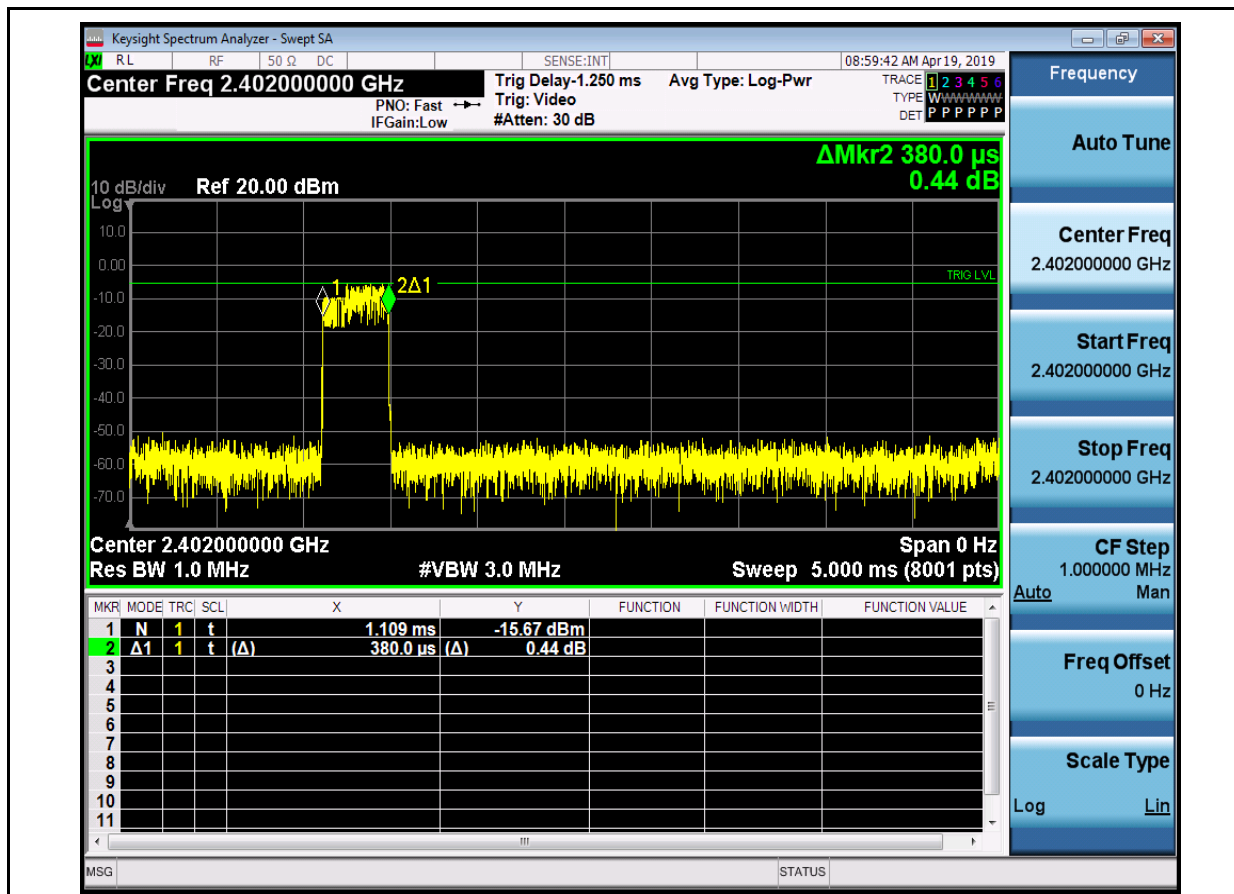 Keysight Spectrum Analyzer - Swept SA
LXI RL RF 50 Ω DC SENSE:INT 08:59:42 AM Apr 19, 2019
Center Freq 2.402000000 GHz
PNO: Fast
IFGain:Low
Trig Delay-1.250 ms
Trig: Video
#Atten: 30 dB
Avg Type: Log-Pwr
TRACE 1 2 3 4 5 6
TYPE WWWWWW
DET P P P P P P
ΔMkr2 380.0 µs
0.44 dB
10 dB/div Ref 20.00 dBm
Log
10.0
0.00
-10.0
-20.0
-30.0
-40.0
-50.0
-60.0
-70.0
1
2Δ1
TRIG LVL
Center 2.402000000 GHz Span 0 Hz
Res BW 1.0 MHz #VBW 3.0 MHz Sweep 5.000 ms (8001 pts)
MKR MODE TRC SCL X Y FUNCTION FUNCTION WIDTH FUNCTION VALUE
1 N 1 t 1.109 ms -15.67 dBm
2 Δ1 1 t (Δ) 380.0 µs (Δ) 0.44 dB
3
4
5
6
7
8
9
10
11
MSG STATUS
Frequency
Auto Tune
Center Freq
2.402000000 GHz
Start Freq
2.402000000 GHz
Stop Freq
2.402000000 GHz
CF Step
1.000000 MHz
Auto Man
Freq Offset
0 Hz
Scale Type
Log Lin